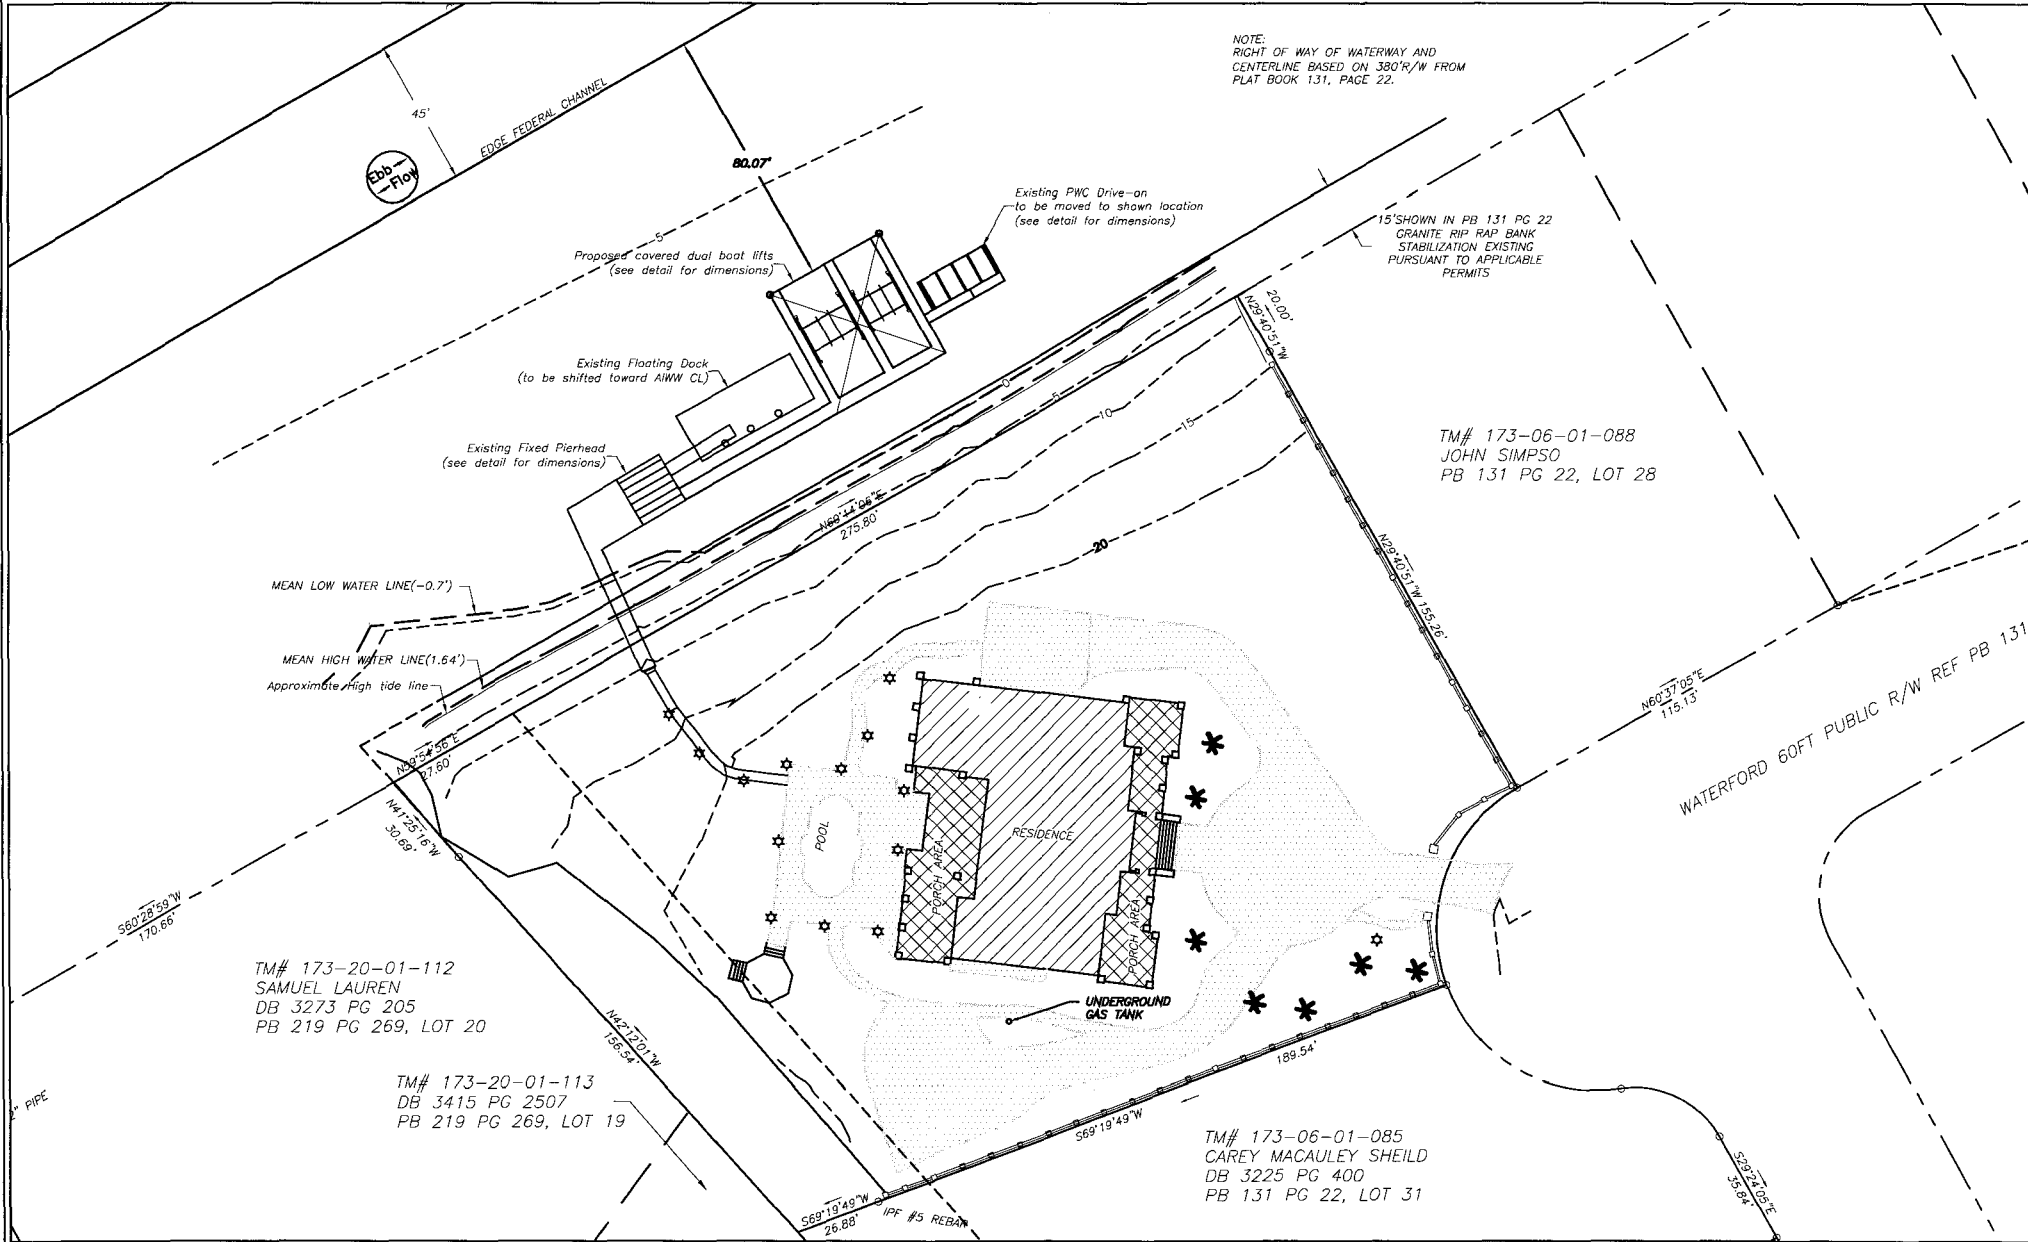 NOTE:
RIGHT OF WAY OF WATERWAY AND
CENTERLINE BASED ON 380'R/W FROM
PLAT BOOK 131, PAGE 22.
45'
EDGE FEDERAL CHANNEL
Ebb
Flow
80.07'
Existing PWC Drive-on
to be moved to shown location
(see detail for dimensions)
15'SHOWN IN PB 131 PG 22
GRANITE RIP RAP BANK
STABILIZATION EXISTING
PURSUANT TO APPLICABLE
PERMITS
-5
Proposed covered dual boat lifts
(see detail for dimensions)
20.00'
N29°40'51"W
Existing Floating Dock
(to be shifted toward AIWW CL)
0
5
10
15
20
Existing Fixed Pierhead
(see detail for dimensions)
TM# 173-06-01-088
JOHN SIMPSO
PB 131 PG 22, LOT 28
275.80'
MEAN LOW WATER LINE(-0.7')
N29°40'51"W 155.26'
MEAN HIGH WATER LINE(1.64')
Approximate High tide line
N60°37'05"E
115.13'
WATERFORD 60FT PUBLIC R/W REF PB 131
N59°54'56"E
27.60'
N41°25'16"W
30.69'
POOL
RESIDENCE
PORCH AREA
PORCH AREA
S60°28'59"W
170.66'
TM# 173-20-01-112
SAMUEL LAUREN
DB 3273 PG 205
PB 219 PG 269, LOT 20
UNDERGROUND
GAS TANK
N42°12'01"W
156.54'
189.54'
S69°19'49"W
TM# 173-20-01-113
DB 3415 PG 2507
PB 219 PG 269, LOT 19
2" PIPE
TM# 173-06-01-085
CAREY MACAULEY SHEILD
DB 3225 PG 400
PB 131 PG 22, LOT 31
S29°24'05"E
35.84'
S69°19'49"W
26.88'
IPF #5 REBAR